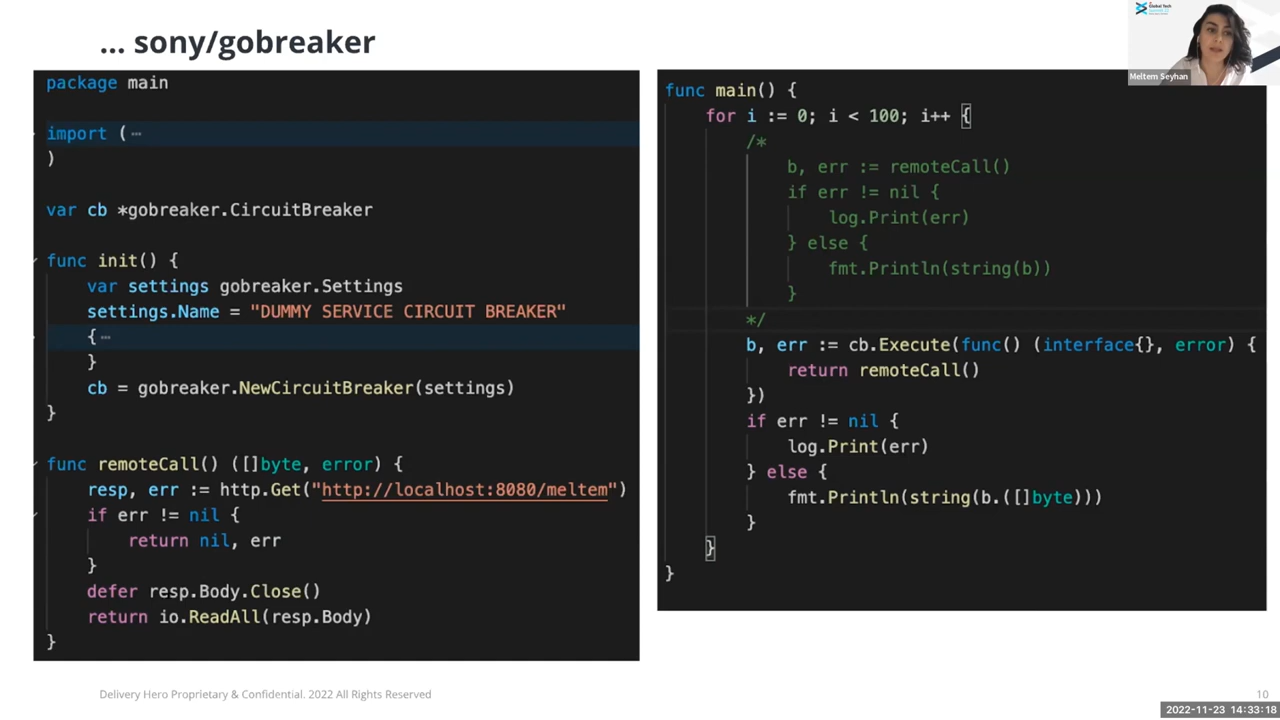 ... sony/gobreaker
package main
import (
)
var cb *gobreaker.CircuitBreaker
func init() {
var settings gobreaker.Settings
settings.Name = "DUMMY SERVICE CIRCUIT BREAKER"
{
}
cb = gobreaker.NewCircuitBreaker(settings)
}
func remoteCall() ([]byte, error) {
resp, err := http.Get("http://localhost:8080/meltem")
if err != nil {
return nil, err
}
defer resp.Body.Close()
return io.ReadAll(resp.Body)
}
func main() {
for i := 0; i < 100; i++ {
/*
b, err := remoteCall()
if err != nil {
log.Print(err)
} else {
fmt.Println(string(b))
}
*/
b, err := cb.Execute(func() (interface{}, error) {
return remoteCall()
})
if err != nil {
log.Print(err)
} else {
fmt.Println(string(b.([]byte)))
}
}
}
Global Tech
Meltem Seyhan
Delivery Hero Proprietary & Confidential. 2022 All Rights Reserved
10
2022-11-23 14:33:18